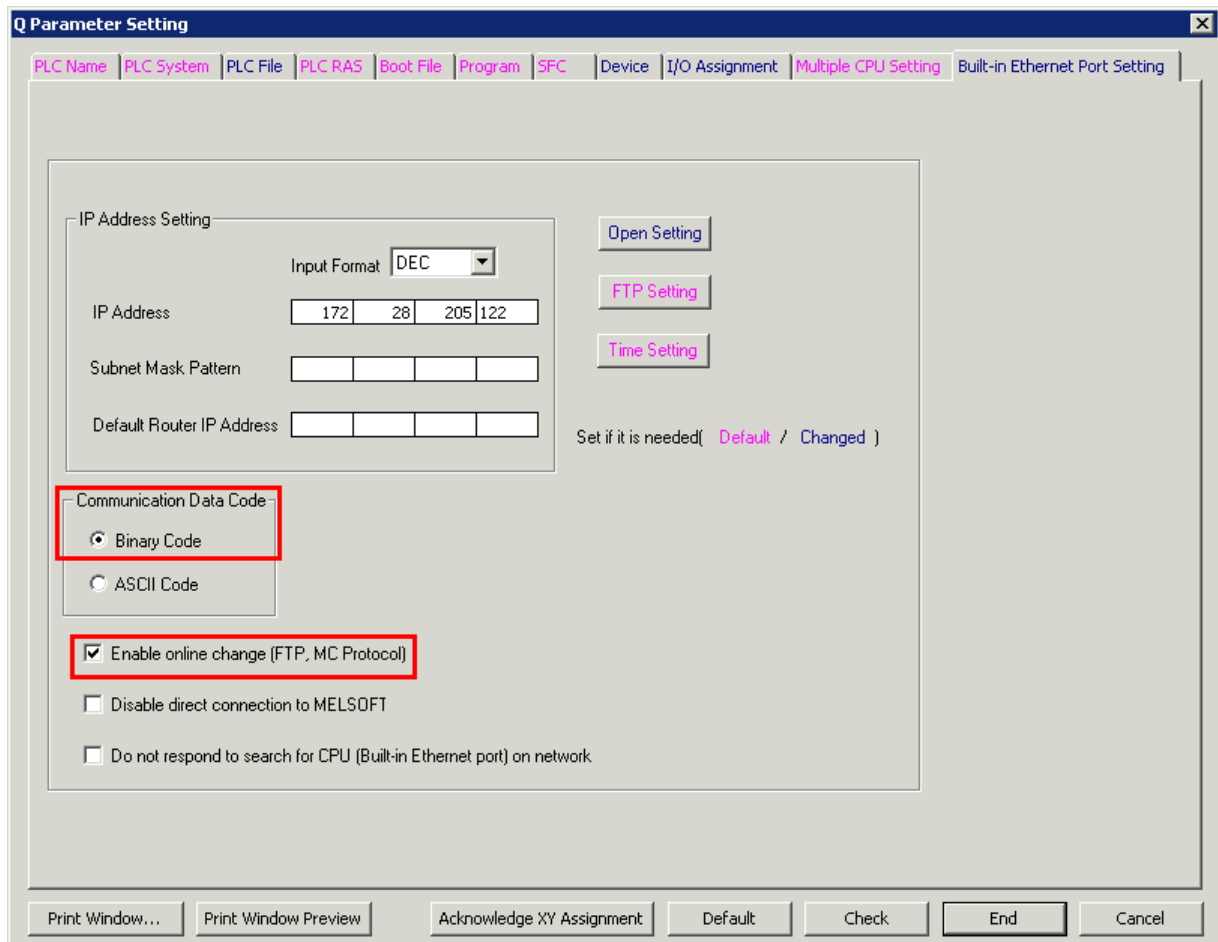 Q Parameter Setting
PLC Name PLC System PLC File PLC RAS Boot File Program SFC Device I/O Assignment Multiple CPU Setting Built-in Ethernet Port Setting
IP Address Setting
Input Format DEC
IP Address 172 28 205 122
Subnet Mask Pattern
Default Router IP Address
Open Setting
FTP Setting
Time Setting
Set if it is needed( Default / Changed )
Communication Data Code
Binary Code
ASCII Code
Enable online change (FTP, MC Protocol)
Disable direct connection to MELSOFT
Do not respond to search for CPU (Built-in Ethernet port) on network
Print Window... Print Window Preview Acknowledge XY Assignment Default Check End Cancel